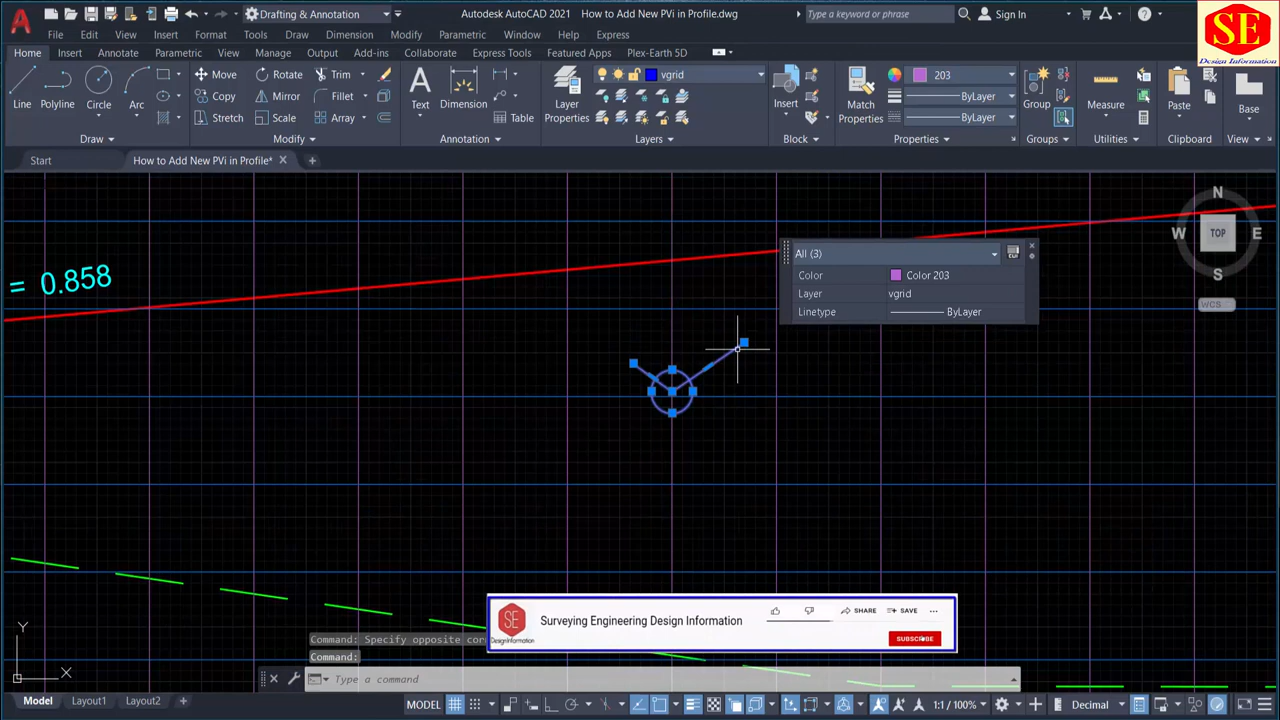 Drafting & Annotation
Autodesk AutoCAD 2021 How to Add New PVi in Profile.dwg
Type a keyword or phrase
Sign In
SE
Design Information
File Edit View Insert Format Tools Draw Dimension Modify Parametric Window Help Express
Home Insert Annotate Parametric View Manage Output Add-ins Collaborate Express Tools Featured Apps Plex-Earth 5D
Line Polyline Circle Arc
Move Rotate Trim
Copy Mirror Fillet
Stretch Scale Array
Text Dimension Table
Layer Properties
vgrid
Insert
Match Properties
203
ByLayer
ByLayer
Group Measure Paste Base
Draw Modify Annotation Layers Block Properties Groups Utilities Clipboard View
Start How to Add New PVi in Profile*
N
W TOP E
S
WCS
= 0.858
All (3)
Color Color 203
Layer vgrid
Linetype ByLayer
SE
DesignInformation
Surveying Engineering Design Information
SHARE SAVE
SUBSCRIBE
Command: Specify opposite cor
Command:
Type a command
Y
X
Model Layout1 Layout2
MODEL
1:1 / 100%
Decimal